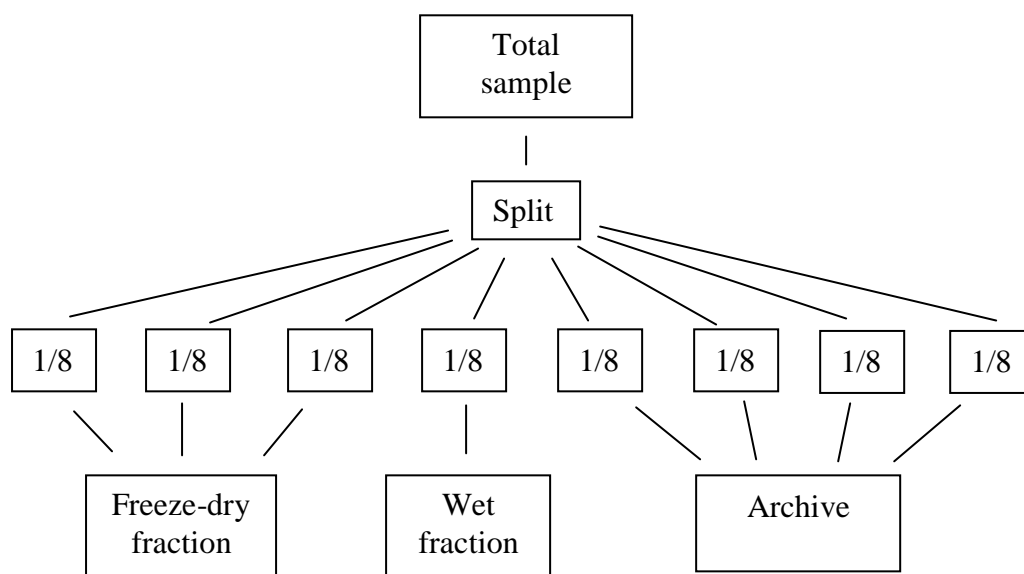 Total
sample
Split
1/8 1/8 1/8 1/8 1/8 1/8 1/8 1/8
Freeze-dry
fraction
Wet
fraction
Archive